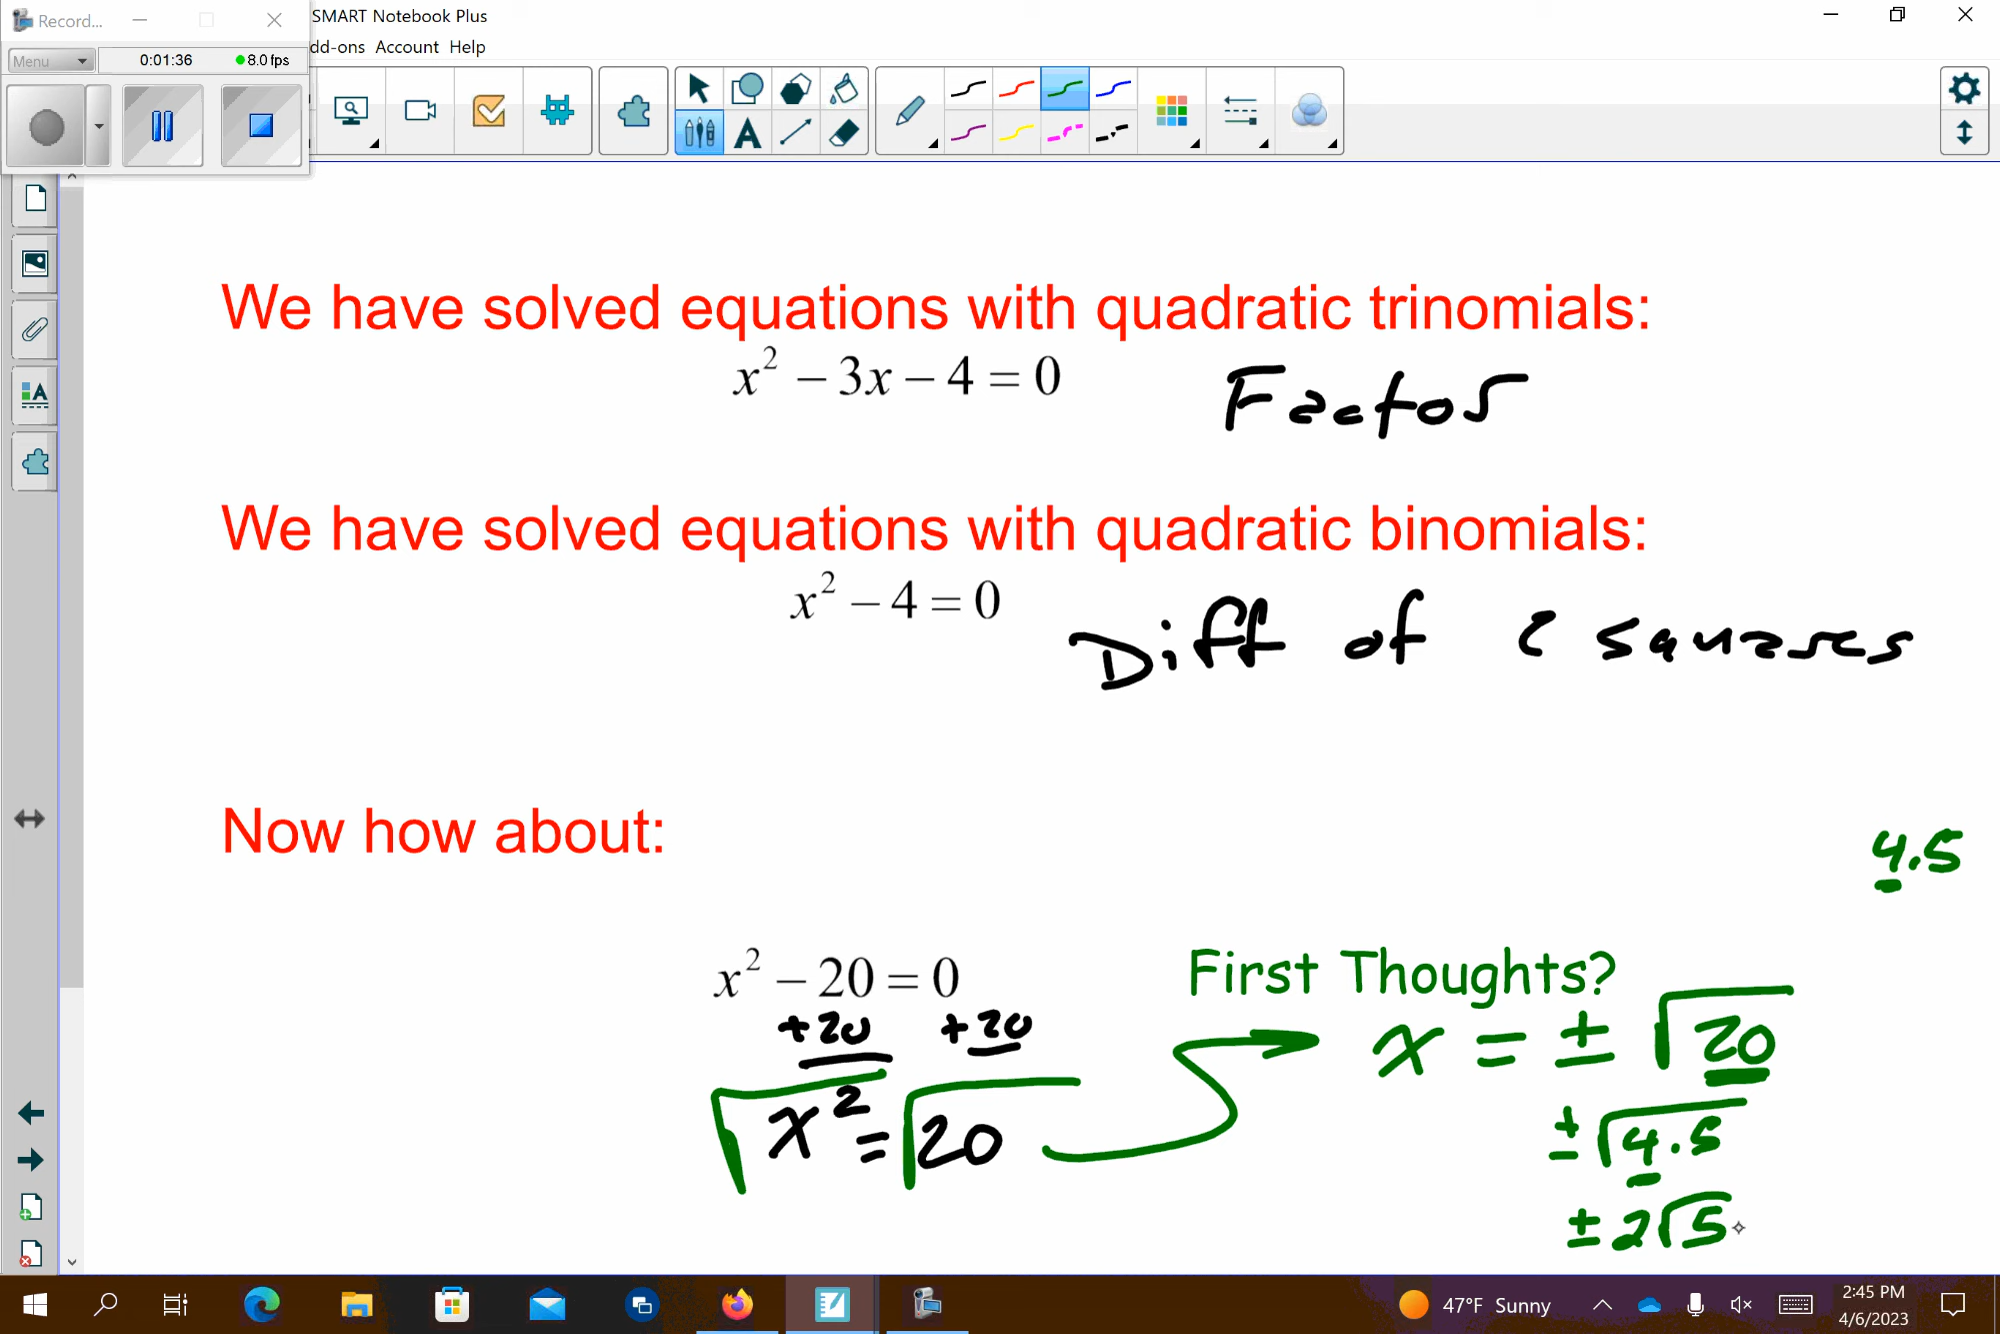 Record...
SMART Notebook Plus
dd-ons Account Help
Menu 0:01:36 8.0 fps
We have solved equations with quadratic trinomials:
x² − 3x − 4 = 0 Factor
We have solved equations with quadratic binomials:
x² − 4 = 0 Diff of 2 squares
Now how about:
4.5
x² − 20 = 0 First Thoughts?
+20 +20 x = ± √20
√x² = √20 ± √4.5
± 2√5
47°F Sunny
2:45 PM
4/6/2023